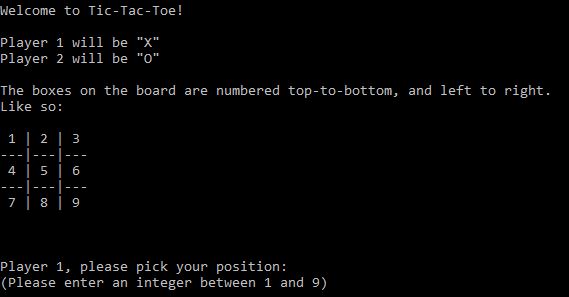 Welcome to Tic-Tac-Toe!
Player 1 will be "X"
Player 2 will be "O"
The boxes on the board are numbered top-to-bottom, and left to right.
Like so:
1 | 2 | 3
---|---|---
4 | 5 | 6
---|---|---
7 | 8 | 9
Player 1, please pick your position:
(Please enter an integer between 1 and 9)